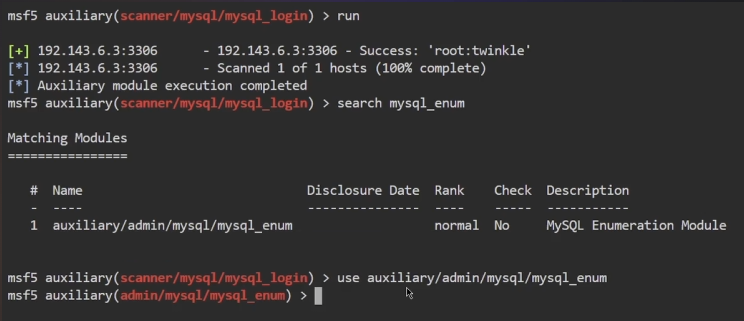 msf5 auxiliary(scanner/mysql/mysql_login) > run
[+] 192.143.6.3:3306 - 192.143.6.3:3306 - Success: 'root:twinkle'
[*] 192.143.6.3:3306 - Scanned 1 of 1 hosts (100% complete)
[*] Auxiliary module execution completed
msf5 auxiliary(scanner/mysql/mysql_login) > search mysql_enum
Matching Modules
================
# Name Disclosure Date Rank Check Description
- ---- --------------- ---- ----- -----------
1 auxiliary/admin/mysql/mysql_enum normal No MySQL Enumeration Module
msf5 auxiliary(scanner/mysql/mysql_login) > use auxiliary/admin/mysql/mysql_enum
msf5 auxiliary(admin/mysql/mysql_enum) >